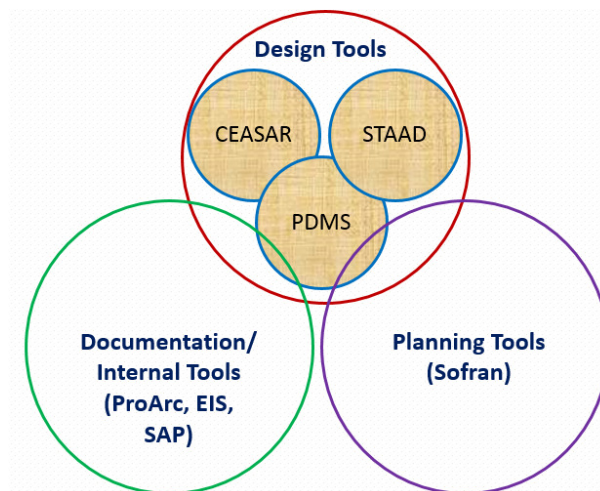 Design Tools
CEASAR
STAAD
PDMS
Documentation/
Internal Tools
(ProArc, EIS,
SAP)
Planning Tools
(Sofran)